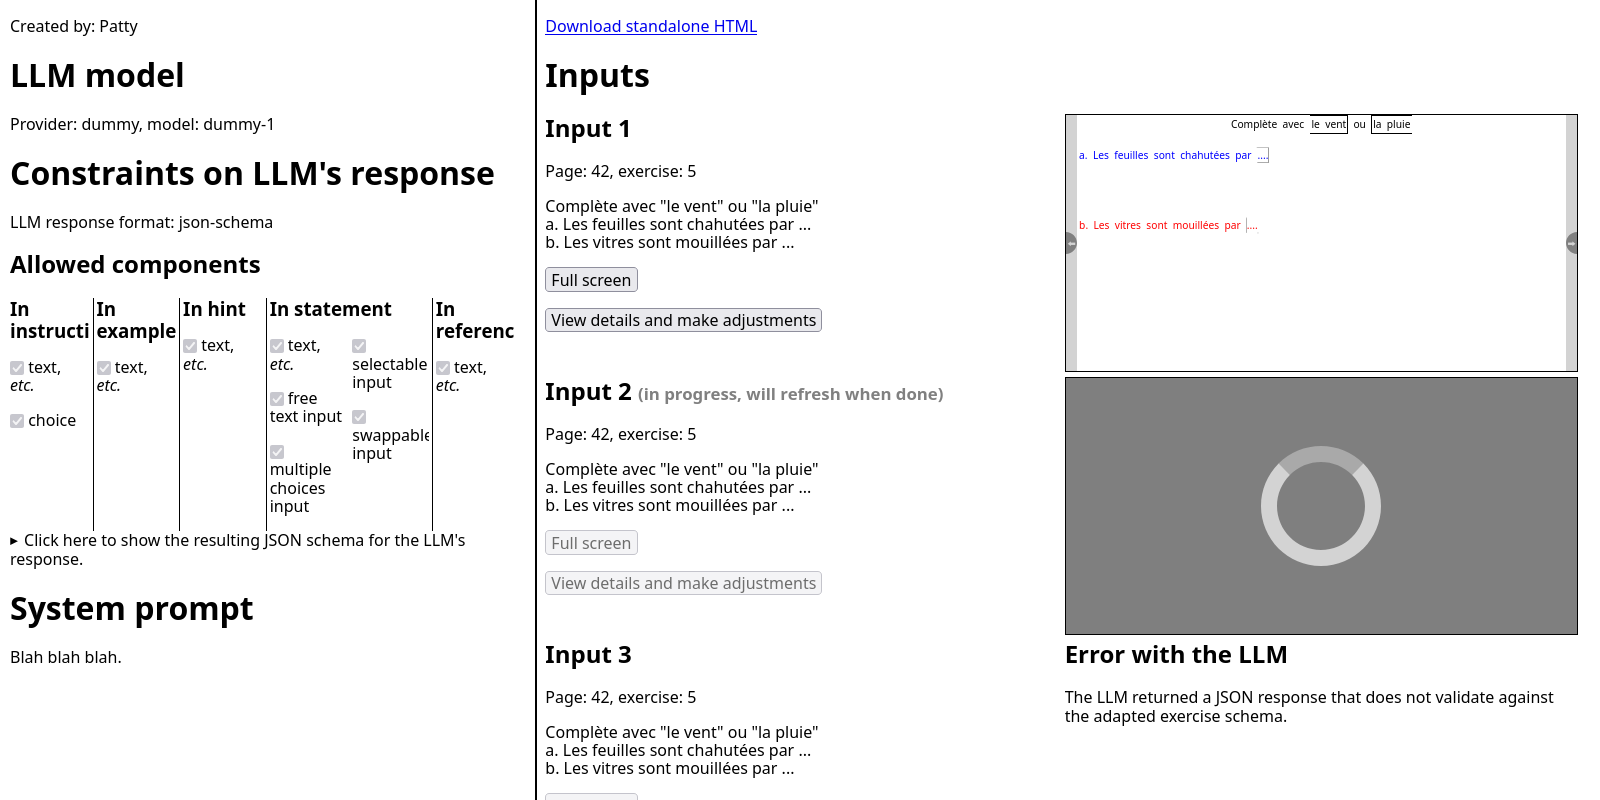 Created by: Patty
LLM model
Provider: dummy, model: dummy-1
Constraints on LLM's response
LLM response format: json-schema
Allowed components
In
instructi
text,
etc.
choice
In
example
text,
etc.
In hint
text,
etc.
In statement
text,
etc.
free
text input
multiple
choices
input
selectable
input
swappable
input
In
referenc
text,
etc.
▸ Click here to show the resulting JSON schema for the LLM's
response.
System prompt
Blah blah blah.
Download standalone HTML
Inputs
Input 1
Page: 42, exercise: 5
Complète avec "le vent" ou "la pluie"
a. Les feuilles sont chahutées par ...
b. Les vitres sont mouillées par ...
Full screen
View details and make adjustments
Complète avec le vent ou la pluie
a. Les feuilles sont chahutées par ....
b. Les vitres sont mouillées par ....
Input 2 (in progress, will refresh when done)
Page: 42, exercise: 5
Complète avec "le vent" ou "la pluie"
a. Les feuilles sont chahutées par ...
b. Les vitres sont mouillées par ...
Full screen
View details and make adjustments
Input 3
Page: 42, exercise: 5
Complète avec "le vent" ou "la pluie"
a. Les feuilles sont chahutées par ...
b. Les vitres sont mouillées par ...
Error with the LLM
The LLM returned a JSON response that does not validate against
the adapted exercise schema.